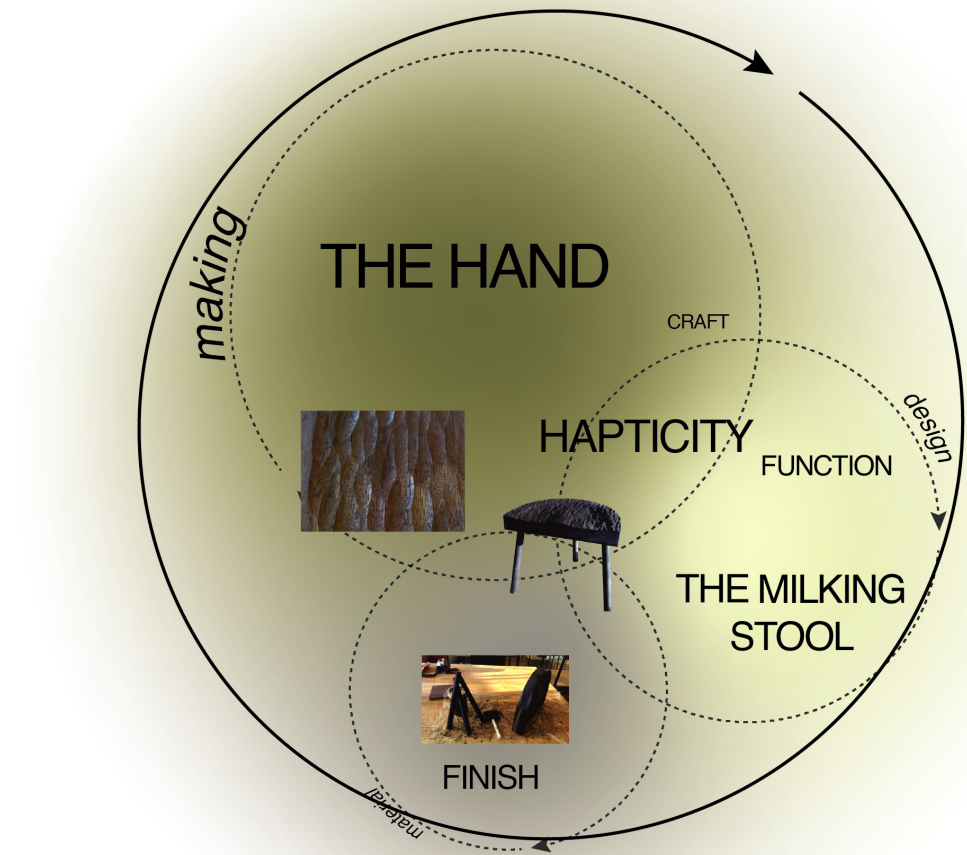 making
THE HAND
CRAFT
HAPTICITY
FUNCTION
design
THE MILKING
STOOL
FINISH
material